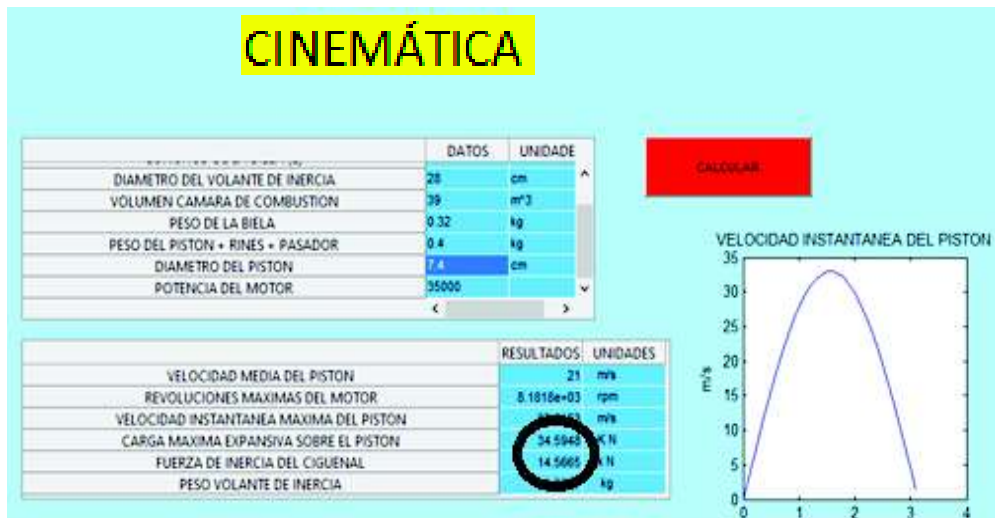 CINEMÁTICA
DATOS UNIDADE
DIAMETRO DEL VOLANTE DE INERCIA 28 cm
VOLUMEN CAMARA DE COMBUSTION 39 m^3
PESO DE LA BIELA 0.32 kg
PESO DEL PISTON + RINES + PASADOR 0.4 kg
DIAMETRO DEL PISTON 7.4 cm
POTENCIA DEL MOTOR 35000
CALCULAR
RESULTADOS UNIDADES
VELOCIDAD MEDIA DEL PISTON 21 m/s
REVOLUCIONES MAXIMAS DEL MOTOR 8.1818e+03 rpm
VELOCIDAD INSTANTANEA MAXIMA DEL PISTON m/s
CARGA MAXIMA EXPANSIVA SOBRE EL PISTON 34.5948 K N
FUERZA DE INERCIA DEL CIGUENAL 14.5665 N
PESO VOLANTE DE INERCIA kg
VELOCIDAD INSTANTANEA DEL PISTON
35
30
25
20
15
10
5
0
m/s
0 1 2 3 4